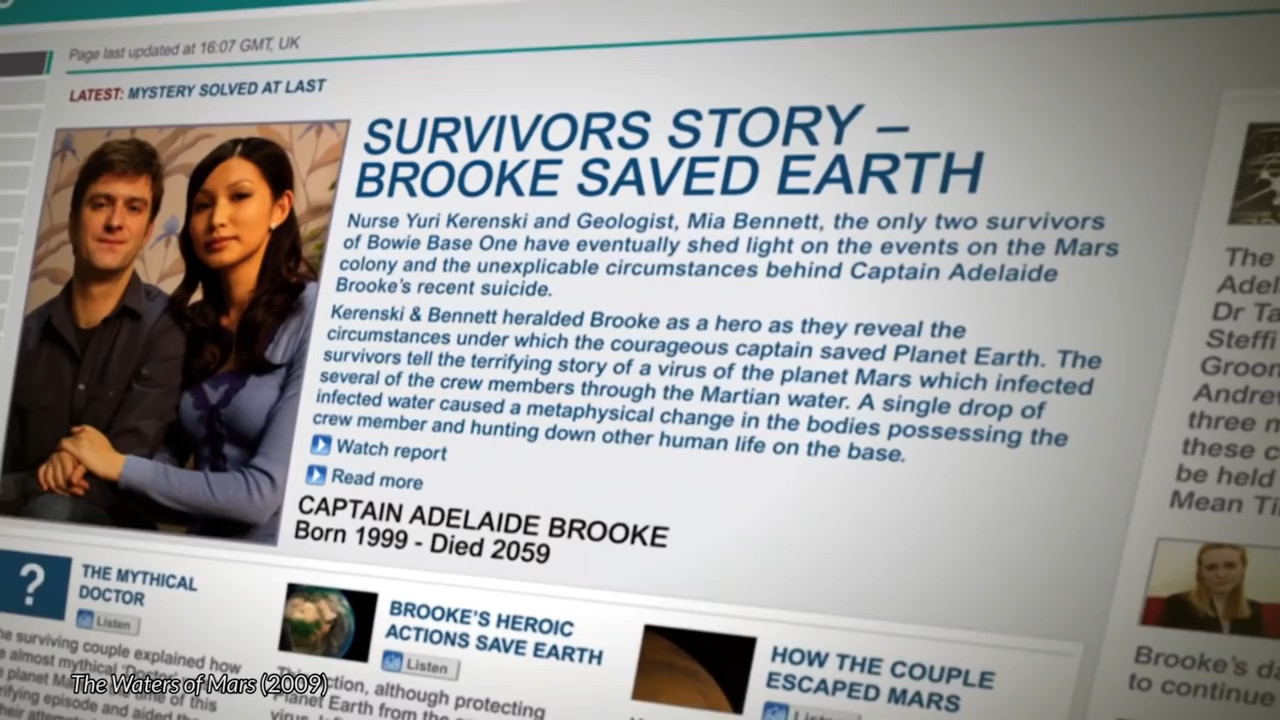 Page last updated at 16:07 GMT, UK
LATEST: MYSTERY SOLVED AT LAST
SURVIVORS STORY –
BROOKE SAVED EARTH
Nurse Yuri Kerenski and Geologist, Mia Bennett, the only two survivors
of Bowie Base One have eventually shed light on the events on the Mars
colony and the unexplicable circumstances behind Captain Adelaide
Brooke's recent suicide.
Kerenski & Bennett heralded Brooke as a hero as they reveal the
circumstances under which the courageous captain saved Planet Earth. The
survivors tell the terrifying story of a virus of the planet Mars which infected
several of the crew members through the Martian water. A single drop of
infected water caused a metaphysical change in the bodies possessing the
crew member and hunting down other human life on the base.
Watch report
Read more
CAPTAIN ADELAIDE BROOKE
Born 1999 - Died 2059
?
THE MYTHICAL
DOCTOR
Listen
surviving couple explained how
almost mythical 'Doctor'
planet
time of this
episode and aided
The Waters of Mars (2009)
BROOKE'S HEROIC
ACTIONS SAVE EARTH
Listen
although protecting
Planet Earth from the
HOW THE COUPLE
ESCAPED MARS
Listen
The
Dr
Steffi
three
these
be held
Mean
Brooke's
to continue